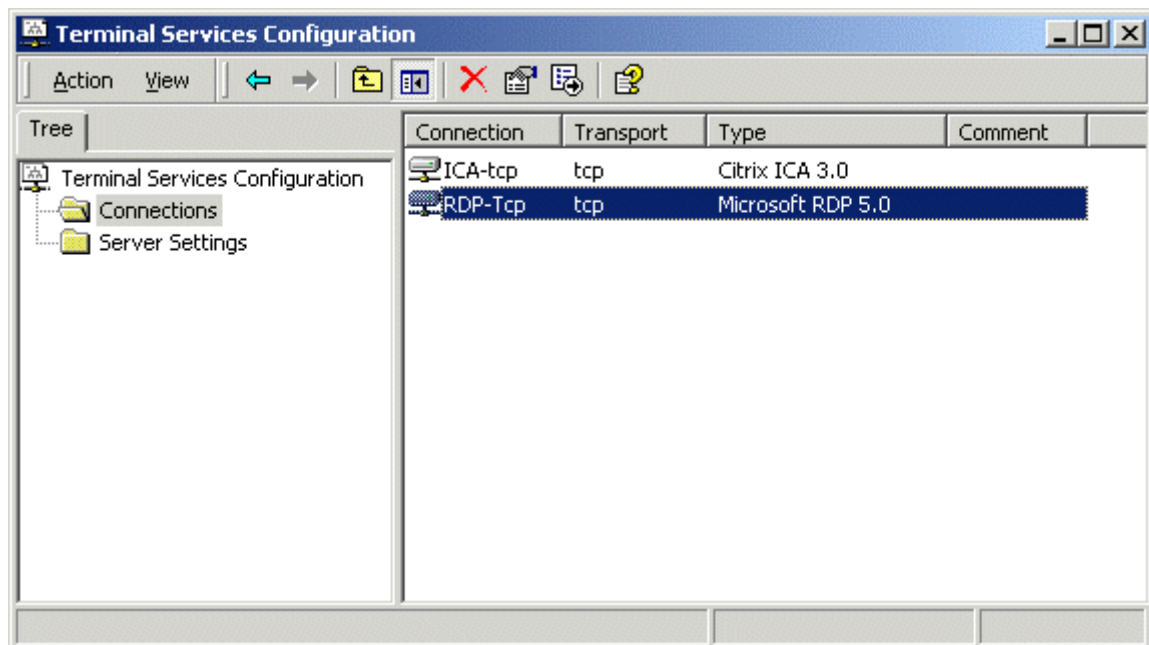 Terminal Services Configuration
Action View
Tree
Connection Transport Type Comment
Terminal Services Configuration
Connections
Server Settings
ICA-tcp tcp Citrix ICA 3.0
RDP-Tcp tcp Microsoft RDP 5.0